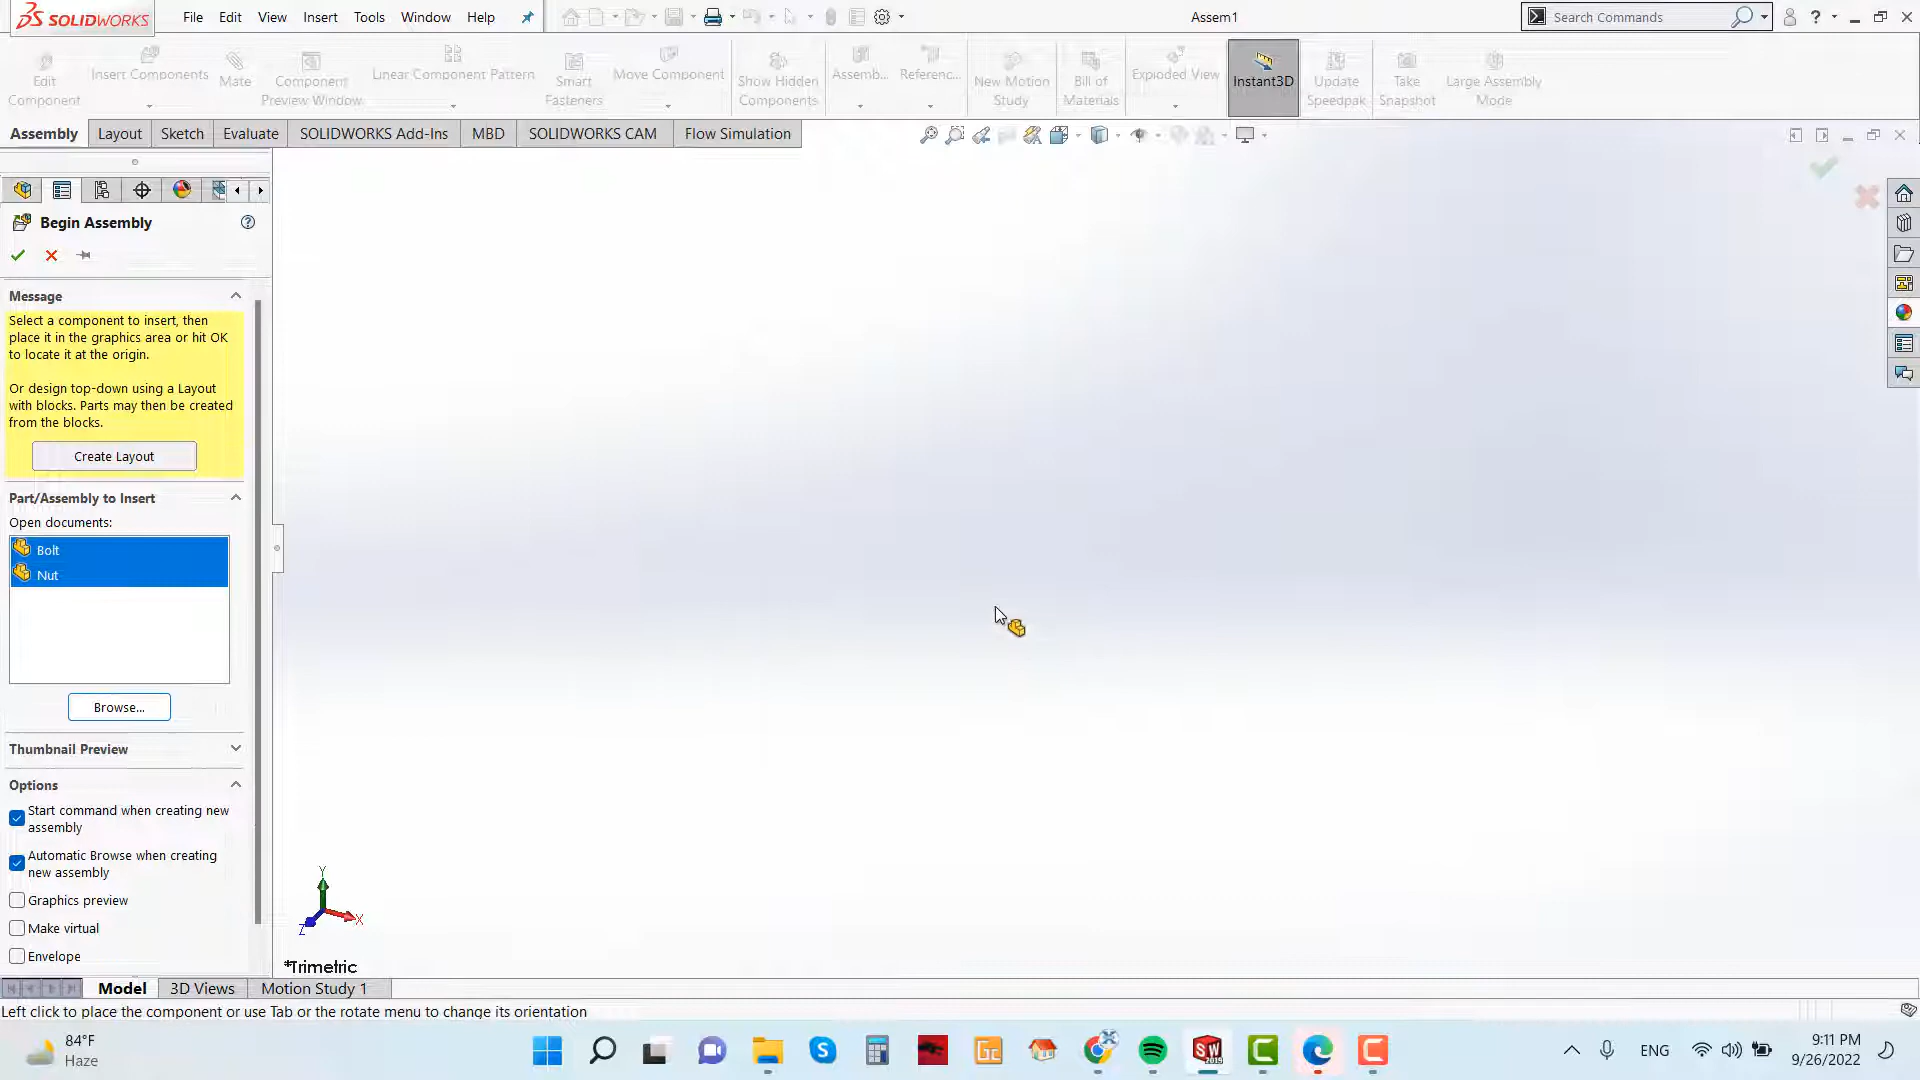 SOLIDWORKS File Edit View Insert Tools Window Help Assem1 Search Commands
Edit Component Insert Components Mate Component Preview Window Linear Component Pattern Smart Fasteners Move Component Show Hidden Components Assemb... Referenc... New Motion Study Bill of Materials Exploded View Instant3D Update Speedpak Take Snapshot Large Assembly Mode
Assembly Layout Sketch Evaluate SOLIDWORKS Add-Ins MBD SOLIDWORKS CAM Flow Simulation
Begin Assembly
Message
Select a component to insert, then
place it in the graphics area or hit OK
to locate it at the origin.
Or design top-down using a Layout
with blocks. Parts may then be created
from the blocks.
Create Layout
Part/Assembly to Insert
Open documents:
Bolt
Nut
Browse...
Thumbnail Preview
Options
Start command when creating new
assembly
Automatic Browse when creating
new assembly
Graphics preview
Make virtual
Envelope
Y
X
Z
*Trimetric
Model 3D Views Motion Study 1
Left click to place the component or use Tab or the rotate menu to change its orientation
84°F
Haze
ENG
9:11 PM
9/26/2022